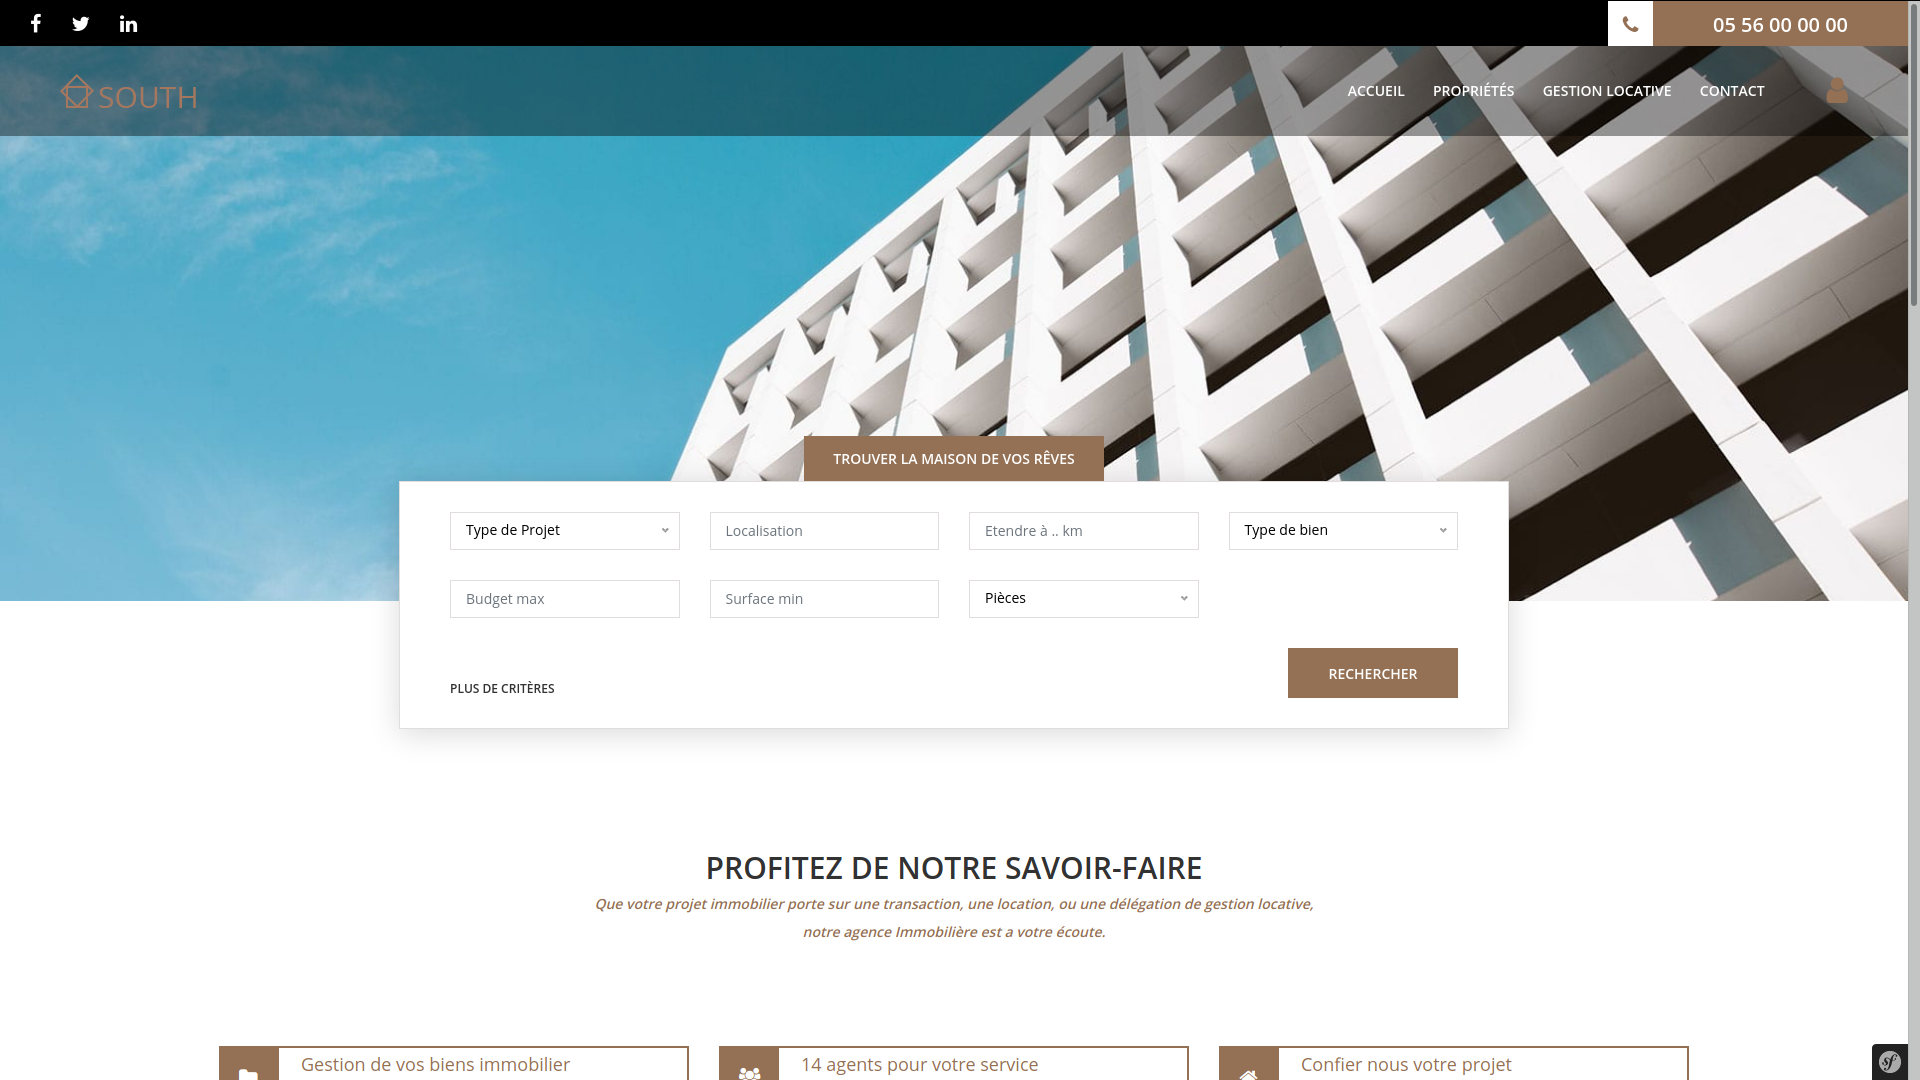 05 56 00 00 00
SOUTH
ACCUEIL PROPRIÉTÉS GESTION LOCATIVE CONTACT
TROUVER LA MAISON DE VOS RÊVES
Type de Projet Localisation Etendre à .. km Type de bien
Budget max Surface min Pièces
RECHERCHER
PLUS DE CRITÈRES
PROFITEZ DE NOTRE SAVOIR-FAIRE
Que votre projet immobilier porte sur une transaction, une location, ou une délégation de gestion locative,
notre agence Immobilière est a votre écoute.
Gestion de vos biens immobilier 14 agents pour votre service Confier nous votre projet